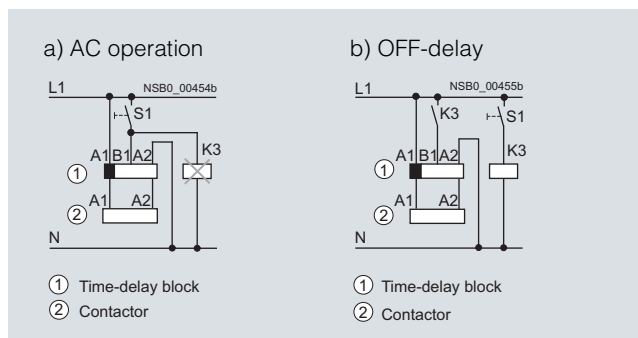 a) AC operation
L1
NSB0_00454b
S1
A1 B1 A2
K3
1
A1 A2
2
N
1 Time-delay block
2 Contactor
b) OFF-delay
L1
NSB0_00455b
K3
S1
A1 B1 A2
K3
1
A1 A2
2
N
1 Time-delay block
2 Contactor